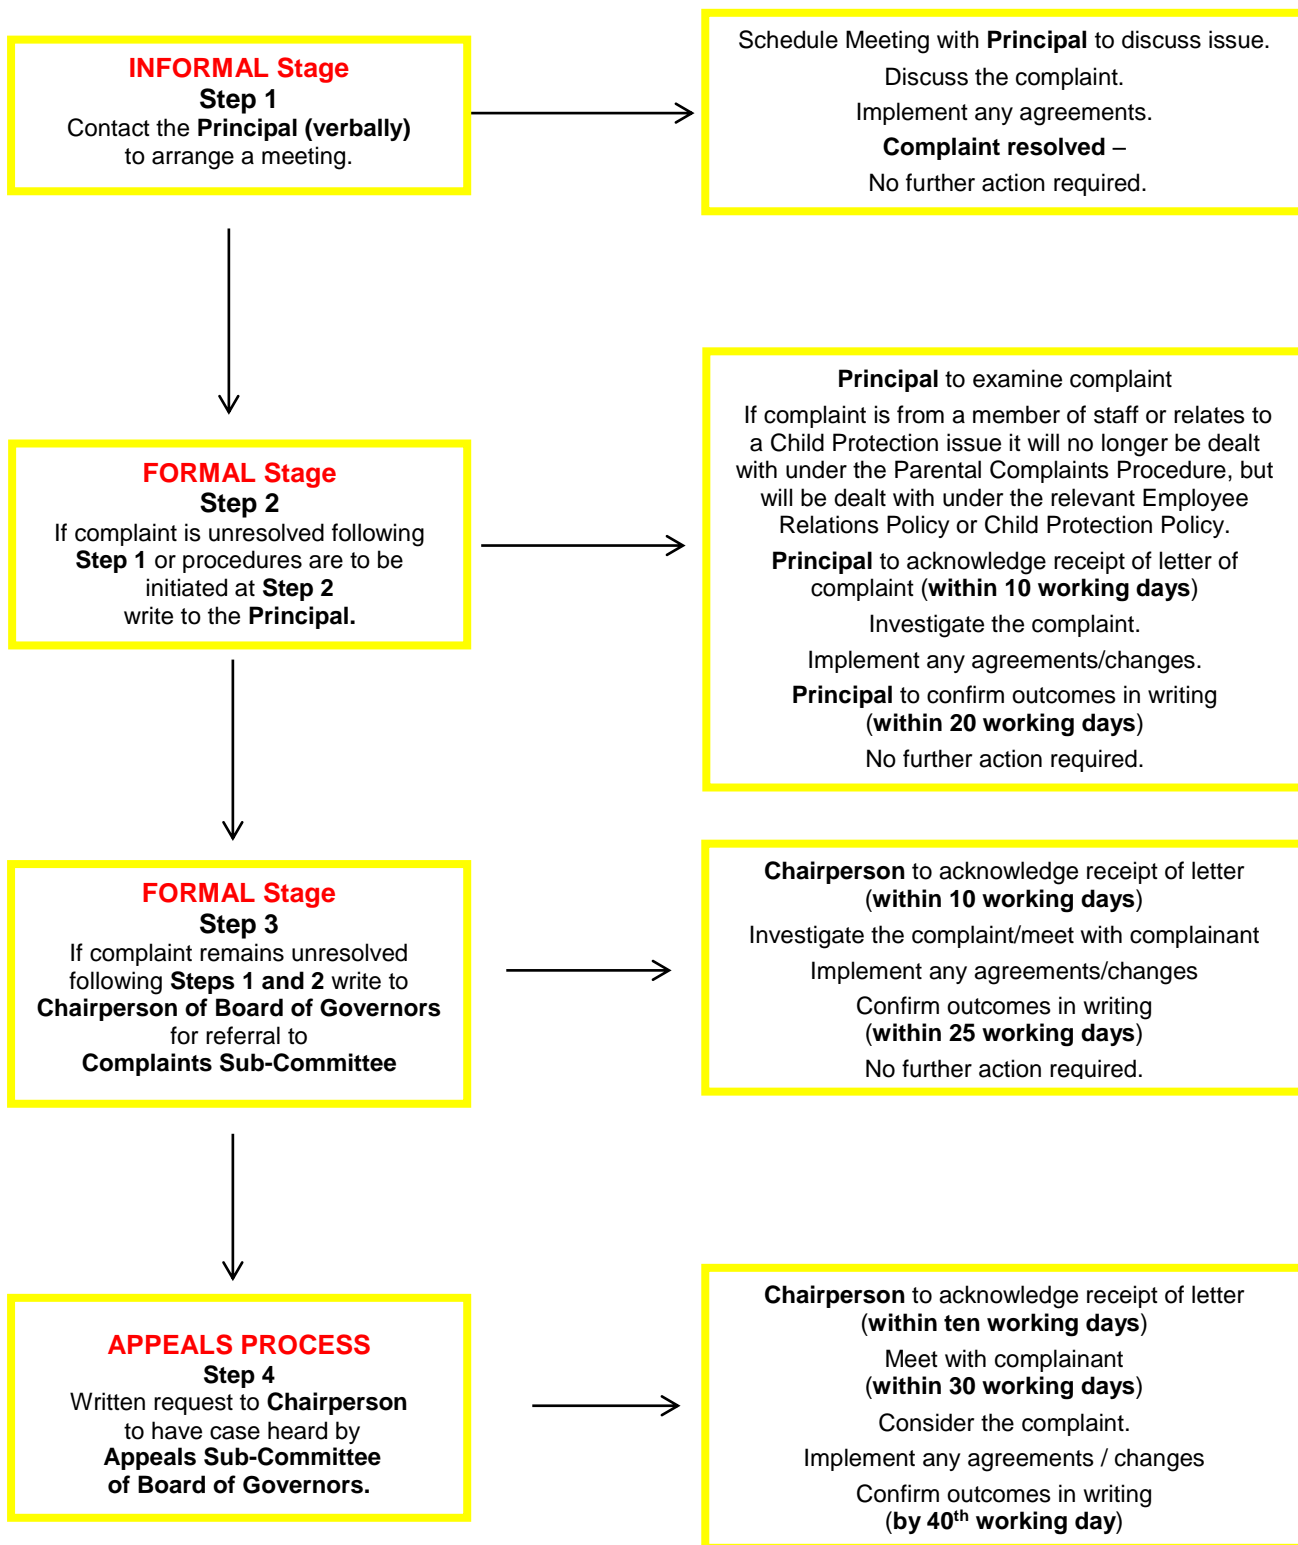 INFORMAL Stage
Step 1
Contact the Principal (verbally)
to arrange a meeting.
Schedule Meeting with Principal to discuss issue.
Discuss the complaint.
Implement any agreements.
Complaint resolved –
No further action required.
FORMAL Stage
Step 2
If complaint is unresolved following
Step 1 or procedures are to be
initiated at Step 2
write to the Principal.
Principal to examine complaint
If complaint is from a member of staff or relates to
a Child Protection issue it will no longer be dealt
with under the Parental Complaints Procedure, but
will be dealt with under the relevant Employee
Relations Policy or Child Protection Policy.
Principal to acknowledge receipt of letter of
complaint (within 10 working days)
Investigate the complaint.
Implement any agreements/changes.
Principal to confirm outcomes in writing
(within 20 working days)
No further action required.
FORMAL Stage
Step 3
If complaint remains unresolved
following Steps 1 and 2 write to
Chairperson of Board of Governors
for referral to
Complaints Sub-Committee
Chairperson to acknowledge receipt of letter
(within 10 working days)
Investigate the complaint/meet with complainant
Implement any agreements/changes
Confirm outcomes in writing
(within 25 working days)
No further action required.
APPEALS PROCESS
Step 4
Written request to Chairperson
to have case heard by
Appeals Sub-Committee
of Board of Governors.
Chairperson to acknowledge receipt of letter
(within ten working days)
Meet with complainant
(within 30 working days)
Consider the complaint.
Implement any agreements / changes
Confirm outcomes in writing
(by 40th working day)